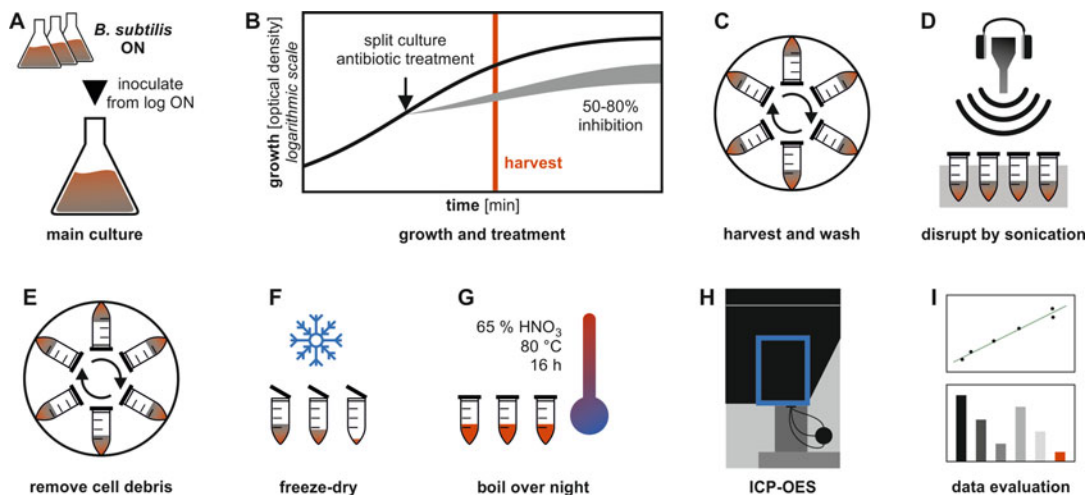 A
B. subtilis
ON
inoculate
from log ON
main culture
B
growth [optical density]
logarithmic scale
split culture
antibiotic treatment
50-80%
inhibition
harvest
time [min]
growth and treatment
C
harvest and wash
D
disrupt by sonication
E
remove cell debris
F
freeze-dry
G
65 % HNO₃
80 °C
16 h
boil over night
H
ICP-OES
I
data evaluation